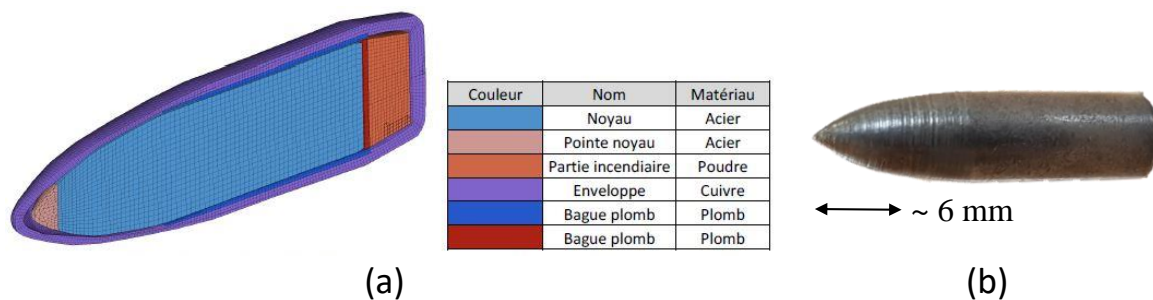 Couleur Nom Matériau
Noyau Acier
Pointe noyau Acier
Partie incendiaire Poudre
Enveloppe Cuivre
Bague plomb Plomb
Bague plomb Plomb
~ 6 mm
(a) (b)